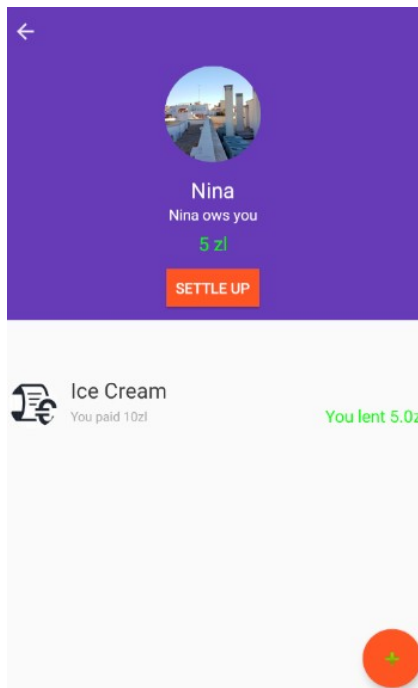 Nina
Nina ows you
5 zl
SETTLE UP
Ice Cream
You paid 10zl
You lent 5.0z